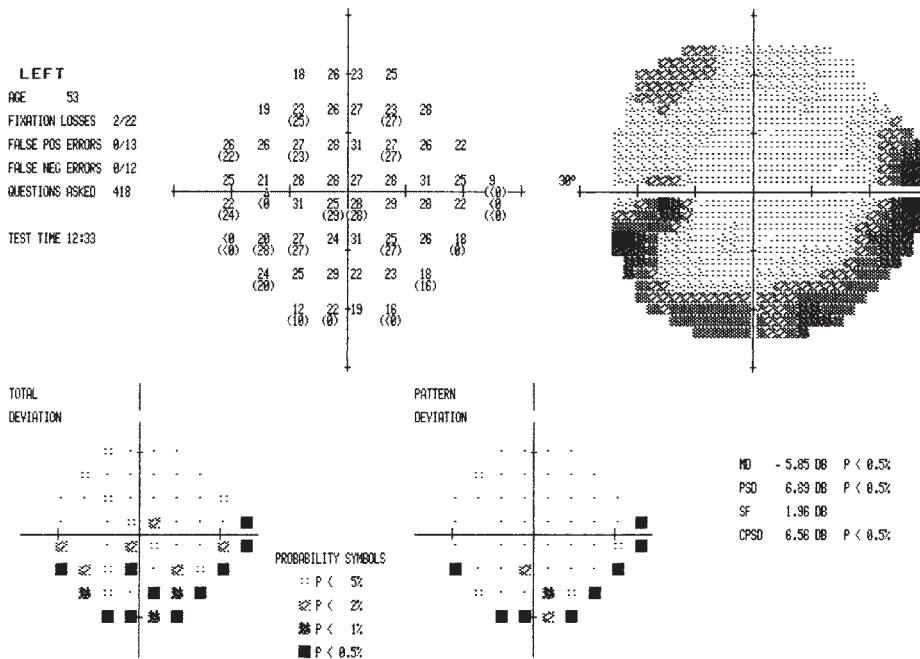 LEFT
AGE 53
FIXATION LOSSES 2/22
FALSE POS ERRORS 0/13
FALSE NEG ERRORS 0/12
QUESTIONS ASKED 418
TEST TIME 12:33
18 26 23 25
19 23 26 27 23 28
(25) (27)
26 26 27 28 31 27 26 22
(22) (23) (27)
25 21 28 28 27 28 31 25 9
(<0)
30°
22 <0 31 25 28 29 28 22 <0
(24) (29) (28) (<0)
<0 20 27 24 31 25 26 18
(<0) (28) (27) (27) (0)
24 25 29 22 23 18
(20) (16)
12 22 19 16
(10) (0) (<0)
TOTAL
DEVIATION
PATTERN
DEVIATION
PROBABILITY SYMBOLS
P < 5%
P < 2%
P < 1%
P < 0.5%
MD - 5.85 DB P < 0.5%
PSD 6.89 DB P < 0.5%
SF 1.96 DB
CPSD 6.56 DB P < 0.5%